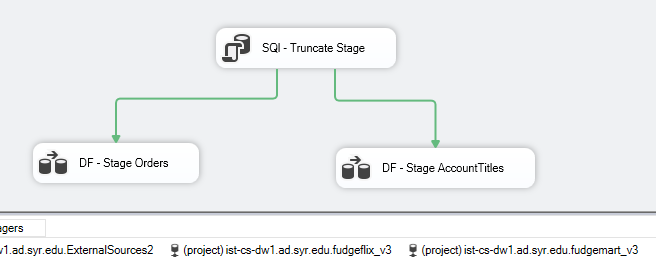 SQl - Truncate Stage
DF - Stage Orders
DF - Stage AccountTitles
agers
w1.ad.syr.edu.ExternalSources2 (project) ist-cs-dw1.ad.syr.edu.fudgeflix_v3 (project) ist-cs-dw1.ad.syr.edu.fudgemart_v3